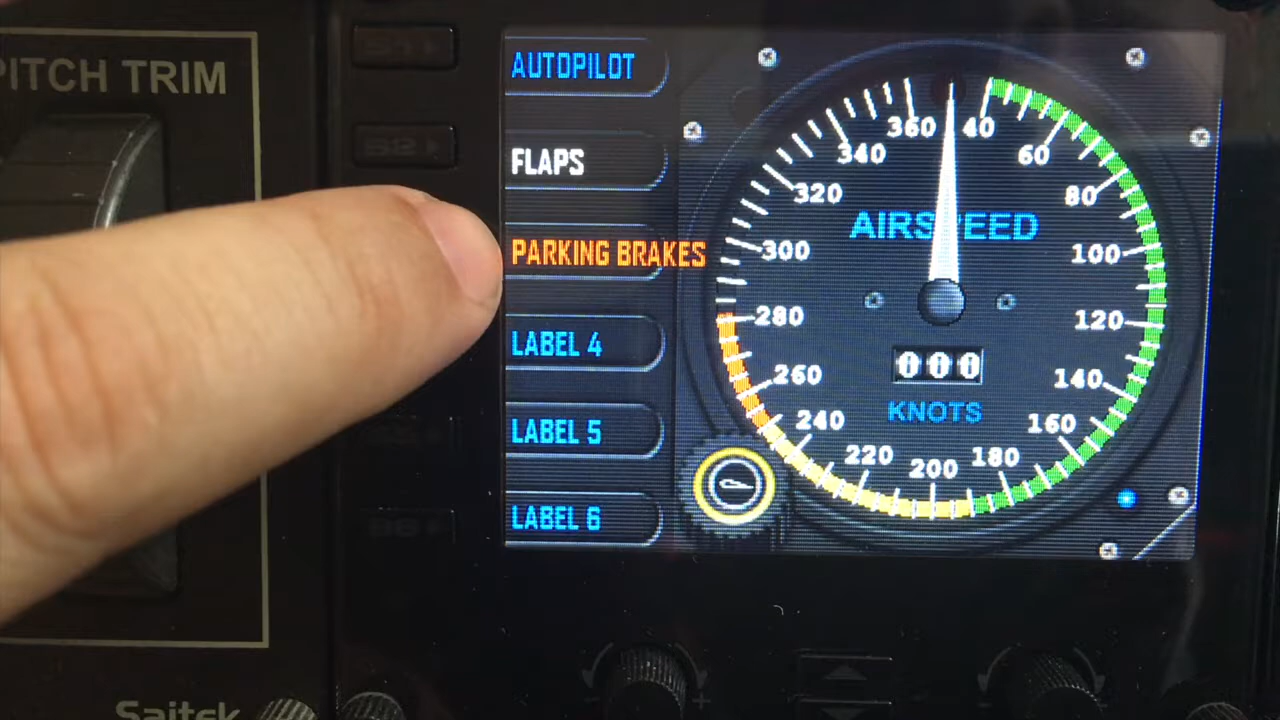 PITCH TRIM
AUTOPILOT
FLAPS
PARKING BRAKES
LABEL 4
LABEL 5
LABEL 6
360
40
340
60
320
80
AIRSPEED
300
100
280
120
000
260
140
KNOTS
240
160
220
200
180
Saitek